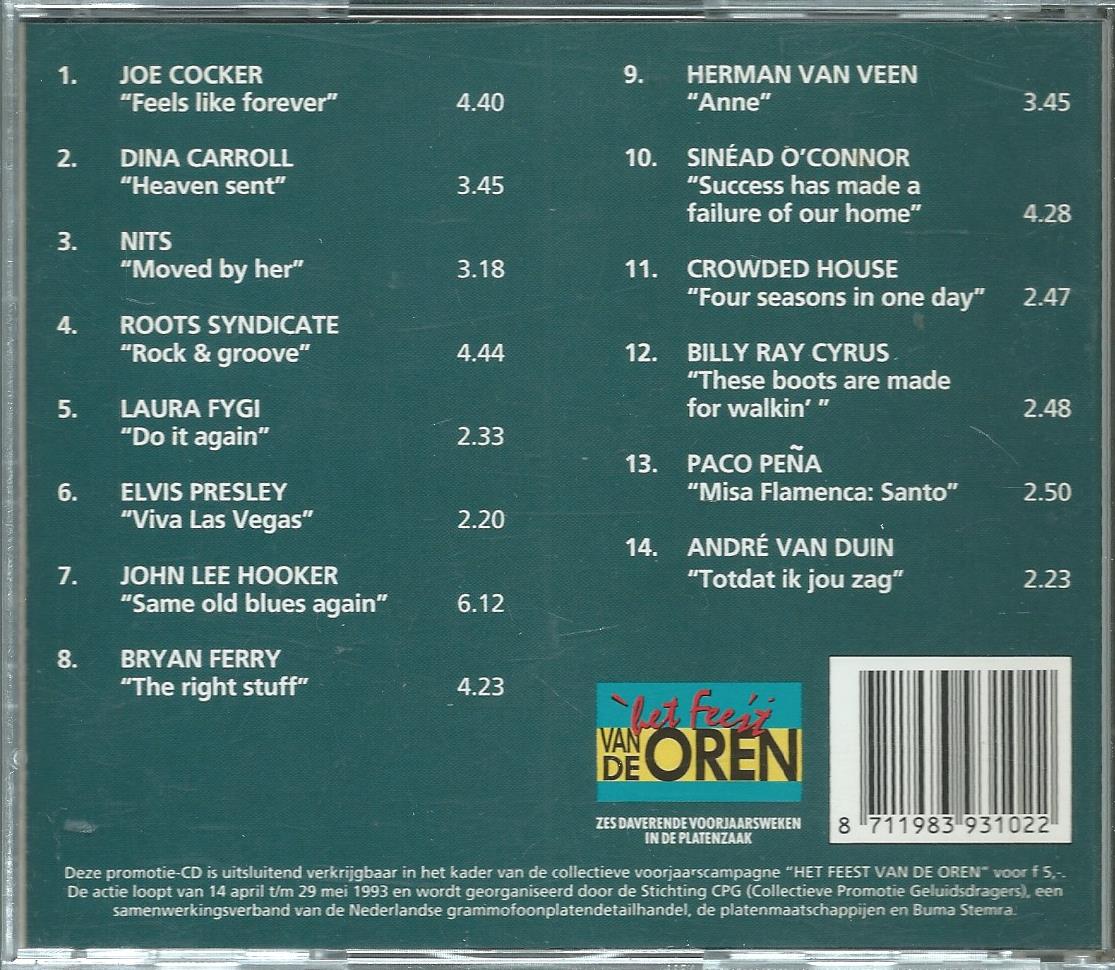 1. JOE COCKER
“Feels like forever” 4.40
2. DINA CARROLL
“Heaven sent” 3.45
3. NITS
“Moved by her” 3.18
4. ROOTS SYNDICATE
“Rock & groove” 4.44
5. LAURA FYGI
“Do it again” 2.33
6. ELVIS PRESLEY
“Viva Las Vegas” 2.20
7. JOHN LEE HOOKER
“Same old blues again” 6.12
8. BRYAN FERRY
“The right stuff” 4.23
9. HERMAN VAN VEEN
“Anne” 3.45
10. SINÉAD O’CONNOR
“Success has made a
failure of our home” 4.28
11. CROWDED HOUSE
“Four seasons in one day” 2.47
12. BILLY RAY CYRUS
“These boots are made
for walkin’ ” 2.48
13. PACO PEÑA
“Misa Flamenca: Santo” 2.50
14. ANDRÉ VAN DUIN
“Totdat ik jou zag” 2.23
het Feest
VAN DE OREN
ZES DAVERENDE VOORJAARSWEKEN
IN DE PLATENZAAK
8 711983 931022
Deze promotie-CD is uitsluitend verkrijgbaar in het kader van de collectieve voorjaarscampagne “HET FEEST VAN DE OREN” voor f 5,-.
De actie loopt van 14 april t/m 29 mei 1993 en wordt georganiseerd door de Stichting CPG (Collectieve Promotie Geluidsdragers), een
samenwerkingsverband van de Nederlandse grammofoonplatendetailhandel, de platenmaatschappijen en Buma Stemra.